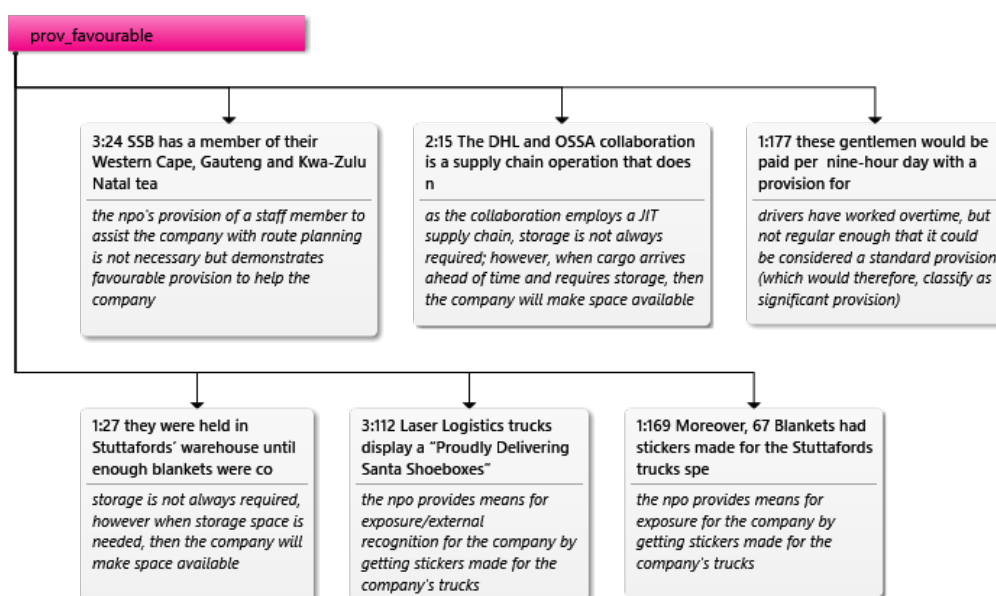 prov_favourable
3:24 SSB has a member of their
Western Cape, Gauteng and Kwa-Zulu
Natal tea
the npo's provision of a staff member to
assist the company with route planning
is not necessary but demonstrates
favourable provision to help the
company
2:15 The DHL and OSSA collaboration
is a supply chain operation that does
n
as the collaboration employs a JIT
supply chain, storage is not always
required; however, when cargo arrives
ahead of time and requires storage, then
the company will make space available
1:177 these gentlemen would be
paid per  nine-hour day with a
provision for
drivers have worked overtime, but
not regular enough that it could
be considered a standard provision
(which would therefore, classify as
significant provision)
1:27 they were held in
Stuttafords’ warehouse until
enough blankets were co
storage is not always required,
however when storage space is
needed, then the company will
make space available
3:112 Laser Logistics trucks
display a “Proudly Delivering
Santa Shoeboxes”
the npo provides means for
exposure/external
recognition for the company by
getting stickers made for the
company's trucks
1:169 Moreover, 67 Blankets had
stickers made for the Stuttafords
trucks spe
the npo provides means for
exposure for the company by
getting stickers made for the
company's trucks